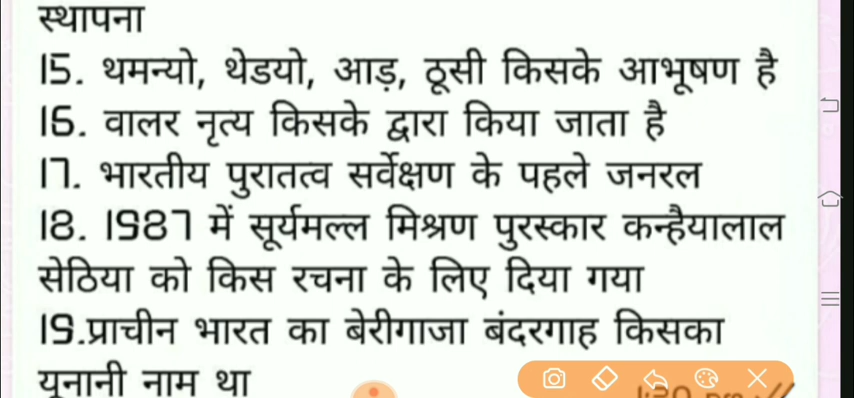 स्थापना
15. थमन्यो, थेडयो, आड़, ठूसी किसके आभूषण है
16. वालर नृत्य किसके द्वारा किया जाता है
17. भारतीय पुरातत्व सर्वेक्षण के पहले जनरल
18. 1987 में सूर्यमल्ल मिश्रण पुरस्कार कन्हैयालाल
सेठिया को किस रचना के लिए दिया गया
19.प्राचीन भारत का बेरीगाजा बंदरगाह किसका
यूनानी नाम था